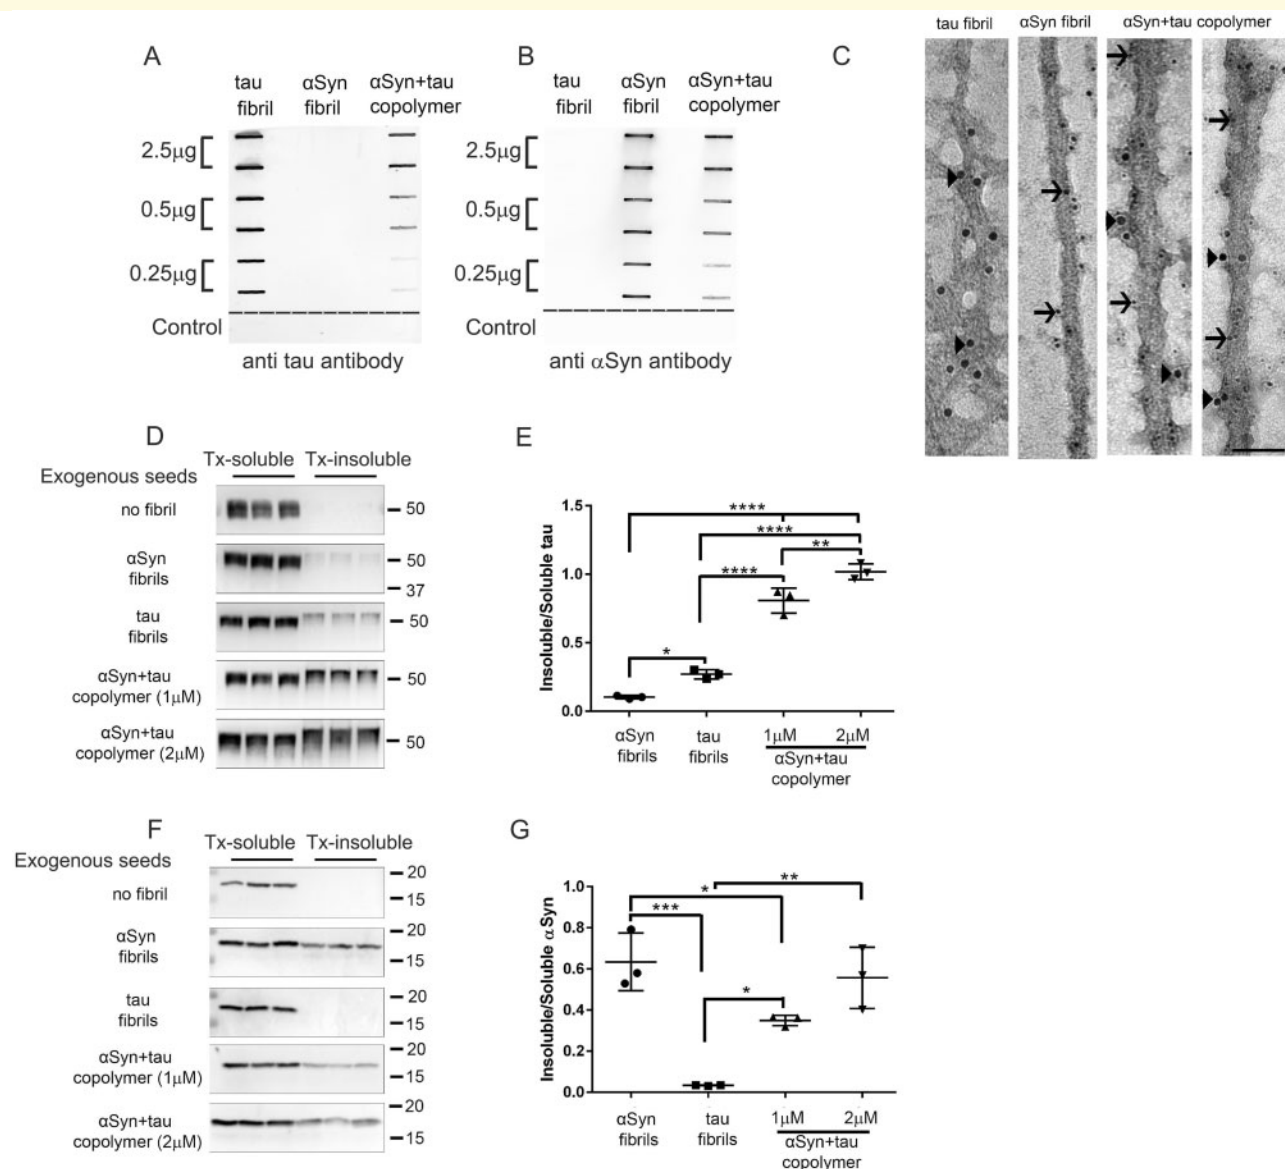 A
tau
fibril
αSyn
fibril
αSyn+tau
copolymer
2.5μg
0.5μg
0.25μg
Control
anti tau antibody
B
tau
fibril
αSyn
fibril
αSyn+tau
copolymer
2.5μg
0.5μg
0.25μg
Control
anti αSyn antibody
C
tau fibril
αSyn fibril
αSyn+tau copolymer
D
Tx-soluble Tx-insoluble
Exogenous seeds
no fibril
50
αSyn
fibrils
50
37
tau
fibrils
50
αSyn+tau
copolymer (1μM)
50
αSyn+tau
copolymer (2μM)
50
E
Insoluble/Soluble tau
1.5
1.0
0.5
0.0
****
****
**
****
*
αSyn
fibrils
tau
fibrils
1μM
2μM
αSyn+tau
copolymer
F
Tx-soluble Tx-insoluble
Exogenous seeds
no fibril
20
15
αSyn
fibrils
20
15
tau
fibrils
20
15
αSyn+tau
copolymer (1μM)
20
15
αSyn+tau
copolymer (2μM)
20
15
G
Insoluble/Soluble αSyn
1.0
0.8
0.6
0.4
0.2
0.0
**
*
***
*
αSyn
fibrils
tau
fibrils
1μM
2μM
αSyn+tau
copolymer